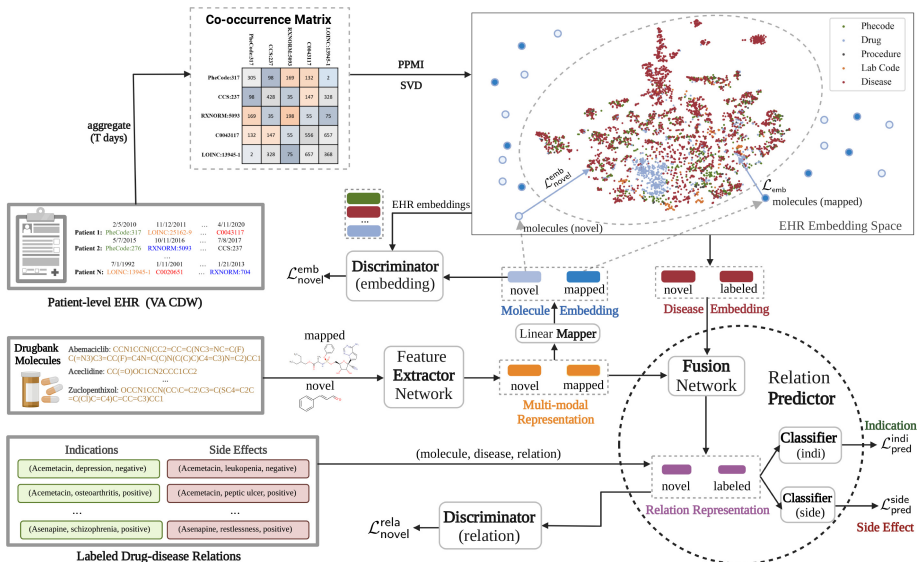 Co-occurrence Matrix
PheCode:317
CCS:237
RXNORM:5093
C0043117
LOINC:13945-1
PheCode:317 305 98 169 132 2
CCS:237 98 428 35 147 328
RXNORM:5093 169 35 198 55 75
C0043117 132 147 55 556 657
LOINC:13945-1 2 328 75 657 368
aggregate
(T days)
PPMI
SVD
Phecode
Drug
Procedure
Lab Code
Disease
ℒ^emb_novel
ℒ_emb
molecules (mapped)
molecules (novel)
EHR Embedding Space
2/5/2010 11/12/2011 ... 4/11/2020
Patient 1: PheCode:317 LOINC:25162-9 ... C0043117
5/7/2015 10/11/2016 ... 7/8/2017
Patient 2: PheCode:276 RXNORM:5093 ... CCS:237
...
7/1/1992 1/11/2001 ... 1/21/2013
Patient N: LOINC:13945-1 C0020651 ... RXNORM:704
Patient-level EHR (VA CDW)
EHR embeddings
...
ℒ^emb_novel
Discriminator
(embedding)
novel mapped
Molecule Embedding
novel labeled
Disease Embedding
Linear Mapper
Drugbank
Molecules
Abemaciclib: CCN1CCN(CC2=CC=C(NC3=NC=C(F)
C(=N3)C3=CC(F)=C4N=C(C)N(C(C)C)C4=C3)N=C2)CC1
Aceclidine: CC(=O)OC1CN2CCC1CC2
...
Zuclopenthixol: OCCN1CCN(CC\C=C2\C3=C(SC4=C2C
=C(Cl)C=C4)C=CC=C3)CC1
mapped
novel
Feature
Extractor
Network
novel mapped
Multi-modal
Representation
Fusion
Network
Relation
Predictor
Indications Side Effects
(Acemetacin, depression, negative) (Acemetacin, leukopenia, negative)
(Acemetacin, osteoarthritis, positive) (Acemetacin, peptic ulcer, positive)
... ...
(Asenapine, schizophrenia, positive) (Asenapine, restlessness, positive)
Labeled Drug-disease Relations
(molecule, disease, relation)
novel labeled
Relation Representation
Classifier
(indi)
Indication
ℒ^indi_pred
Classifier
(side)
ℒ^side_pred
Side Effect
ℒ^rela_novel
Discriminator
(relation)